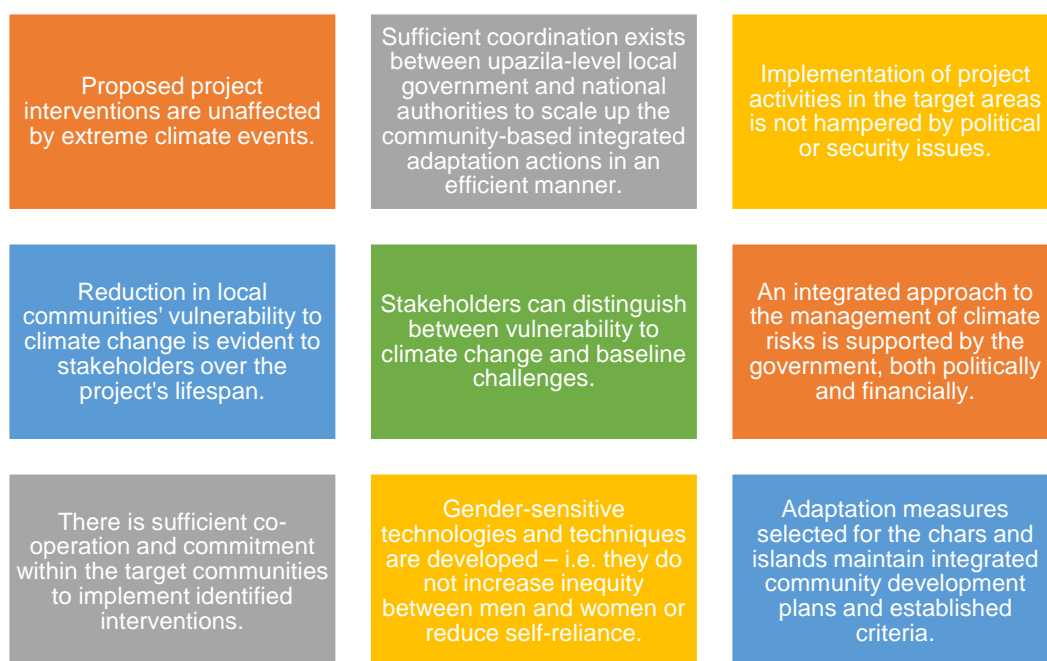 Proposed project
interventions are unaffected
by extreme climate events.
Sufficient coordination exists
between upazila-level local
government and national
authorities to scale up the
community-based integrated
adaptation actions in an
efficient manner.
Implementation of project
activities in the target areas
is not hampered by political
or security issues.
Reduction in local
communities' vulnerability to
climate change is evident to
stakeholders over the
project's lifespan.
Stakeholders can distinguish
between vulnerability to
climate change and baseline
challenges.
An integrated approach to
the management of climate
risks is supported by the
government, both politically
and financially.
There is sufficient co-
operation and commitment
within the target communities
to implement identified
interventions.
Gender-sensitive
technologies and techniques
are developed – i.e. they do
not increase inequity
between men and women or
reduce self-reliance.
Adaptation measures
selected for the chars and
islands maintain integrated
community development
plans and established
criteria.